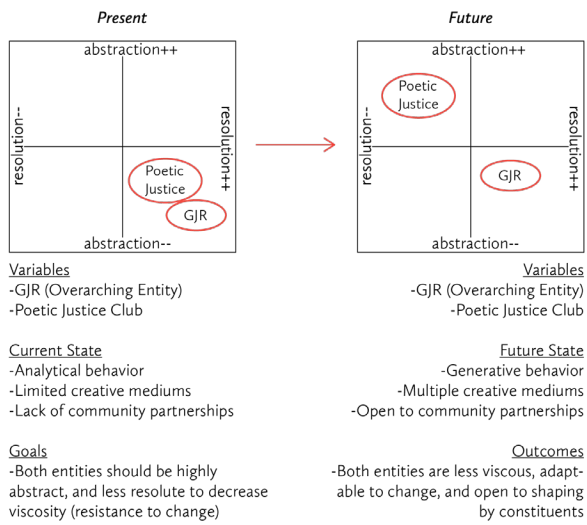 Present
abstraction++
resolution--
resolution++
Poetic
Justice
GJR
abstraction--
Variables
-GJR (Overarching Entity)
-Poetic Justice Club
Current State
-Analytical behavior
-Limited creative mediums
-Lack of community partnerships
Goals
-Both entities should be highly
abstract, and less resolute to decrease
viscosity (resistance to change)
Future
abstraction++
Poetic
Justice
resolution--
resolution++
GJR
abstraction--
Variables
-GJR (Overarching Entity)
-Poetic Justice Club
Future State
-Generative behavior
-Multiple creative mediums
-Open to community partnerships
Outcomes
-Both entities are less viscous, adapt-
able to change, and open to shaping
by constituents